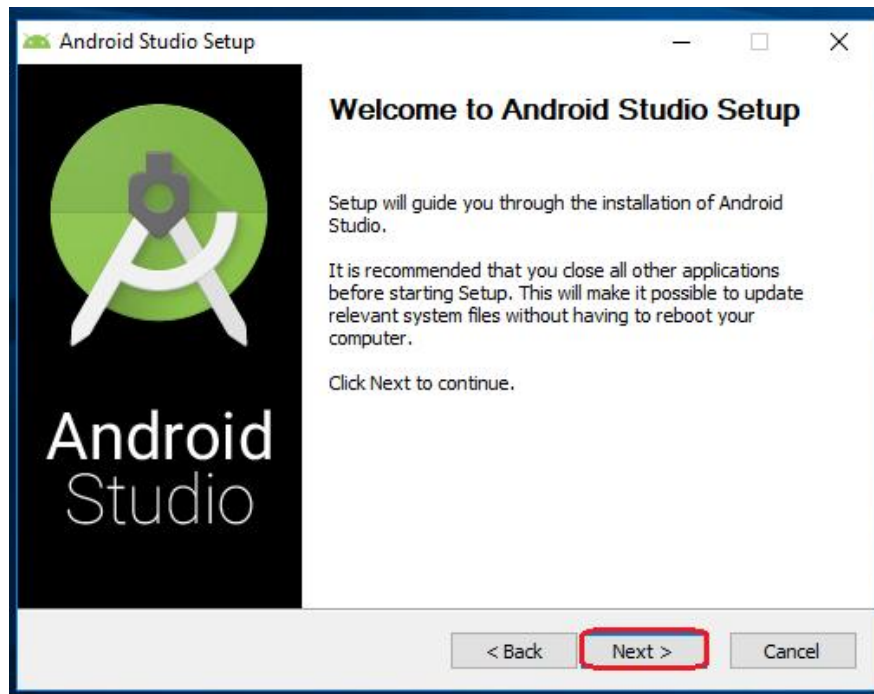 Android Studio Setup
Welcome to Android Studio Setup
Setup will guide you through the installation of Android
Studio.
It is recommended that you close all other applications
before starting Setup. This will make it possible to update
relevant system files without having to reboot your
computer.
Click Next to continue.
Android
Studio
< Back Next > Cancel